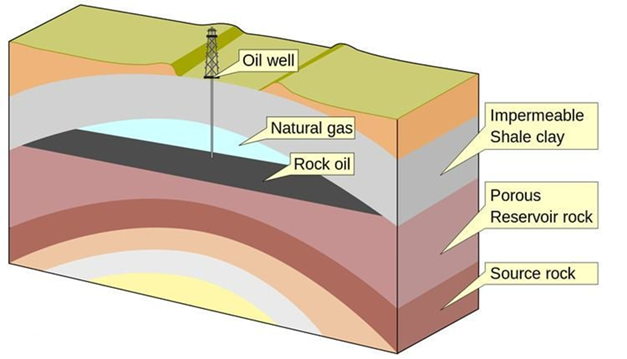 Oil well
Natural gas
Rock oil
Impermeable
Shale clay
Porous
Reservoir rock
Source rock